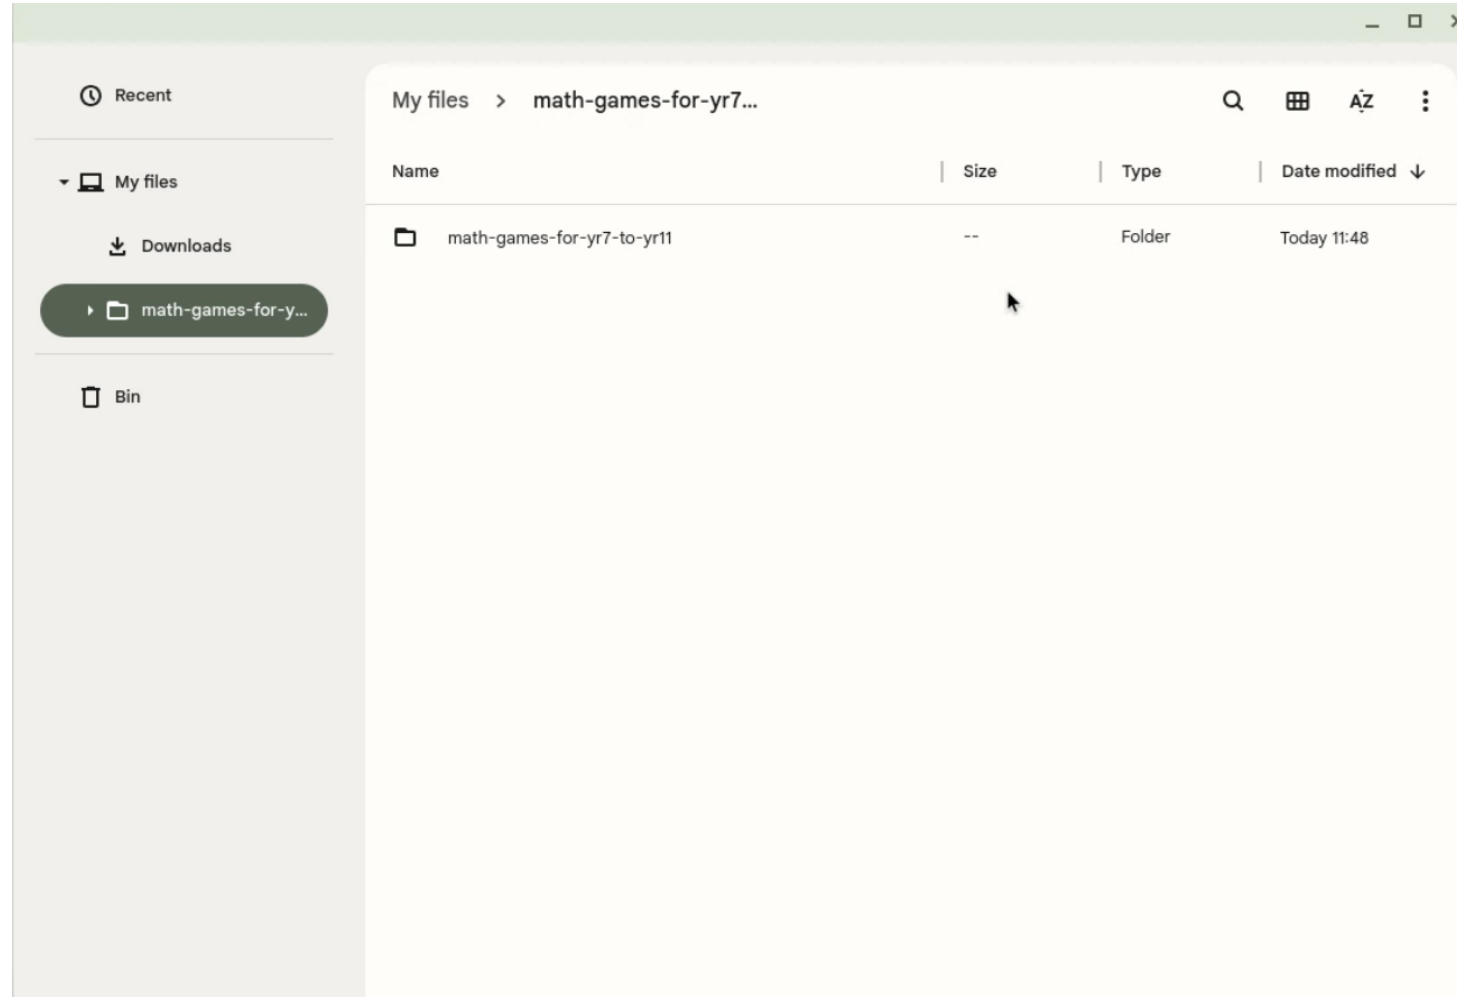 Recent
My files
Downloads
math-games-for-y...
Bin
My files > math-games-for-yr7...
AZ
Name Size Type Date modified
math-games-for-yr7-to-yr11 -- Folder Today 11:48